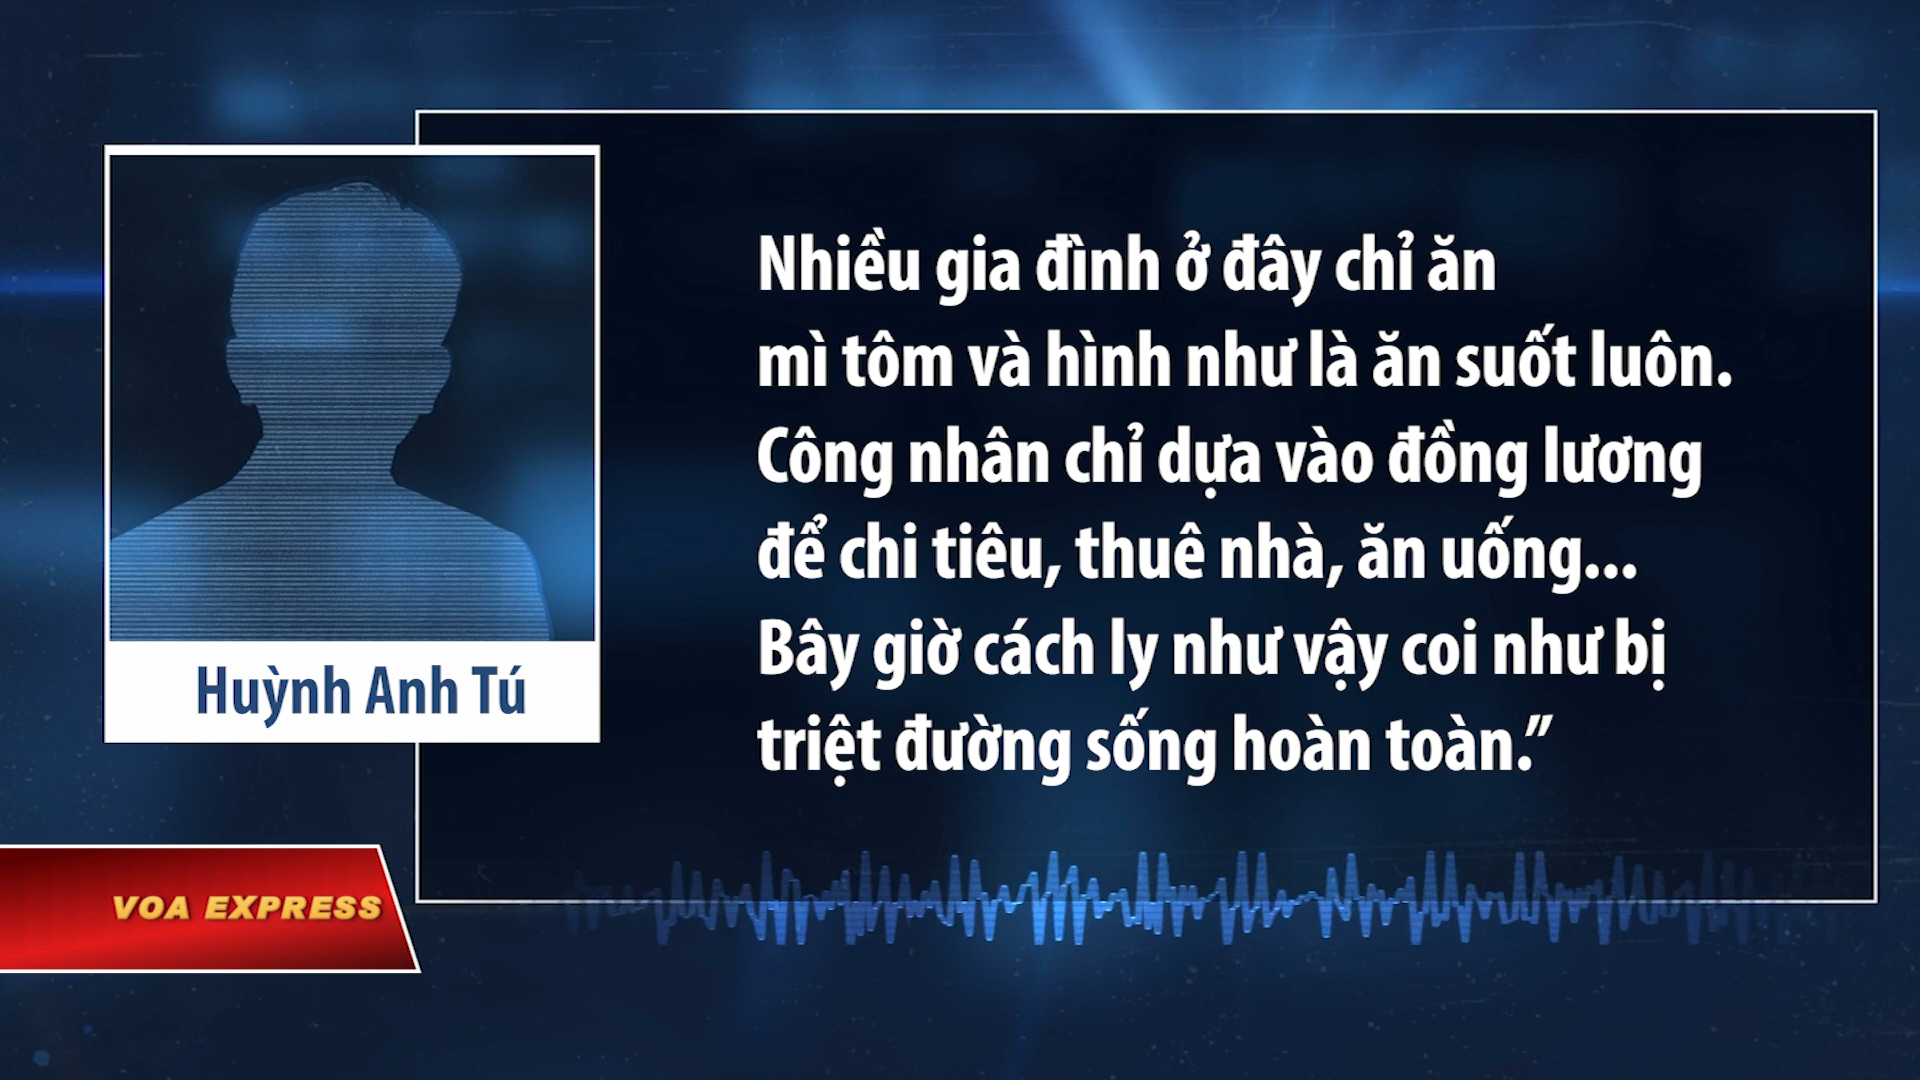 Nhiều gia đình ở đây chỉ ăn
mì tôm và hình như là ăn suốt luôn.
Công nhân chỉ dựa vào đồng lương
để chi tiêu, thuê nhà, ăn uống...
Bây giờ cách ly như vậy coi như bị
triệt đường sống hoàn toàn.”
Huỳnh Anh Tú
VOA EXPRESS